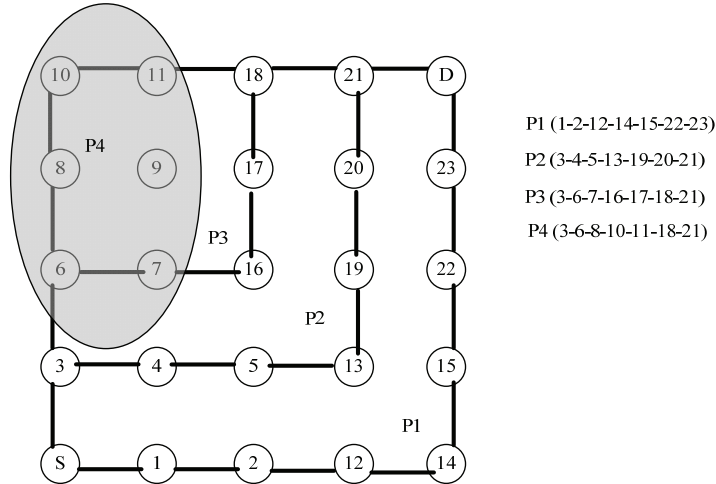 10 11 18 21 D
P1 (1-2-12-14-15-22-23)
P4
P2 (3-4-5-13-19-20-21)
8 9 17 20 23
P3 (3-6-7-16-17-18-21)
P3
P4 (3-6-8-10-11-18-21)
6 7 16 19 22
P2
3 4 5 13 15
P1
S 1 2 12 14